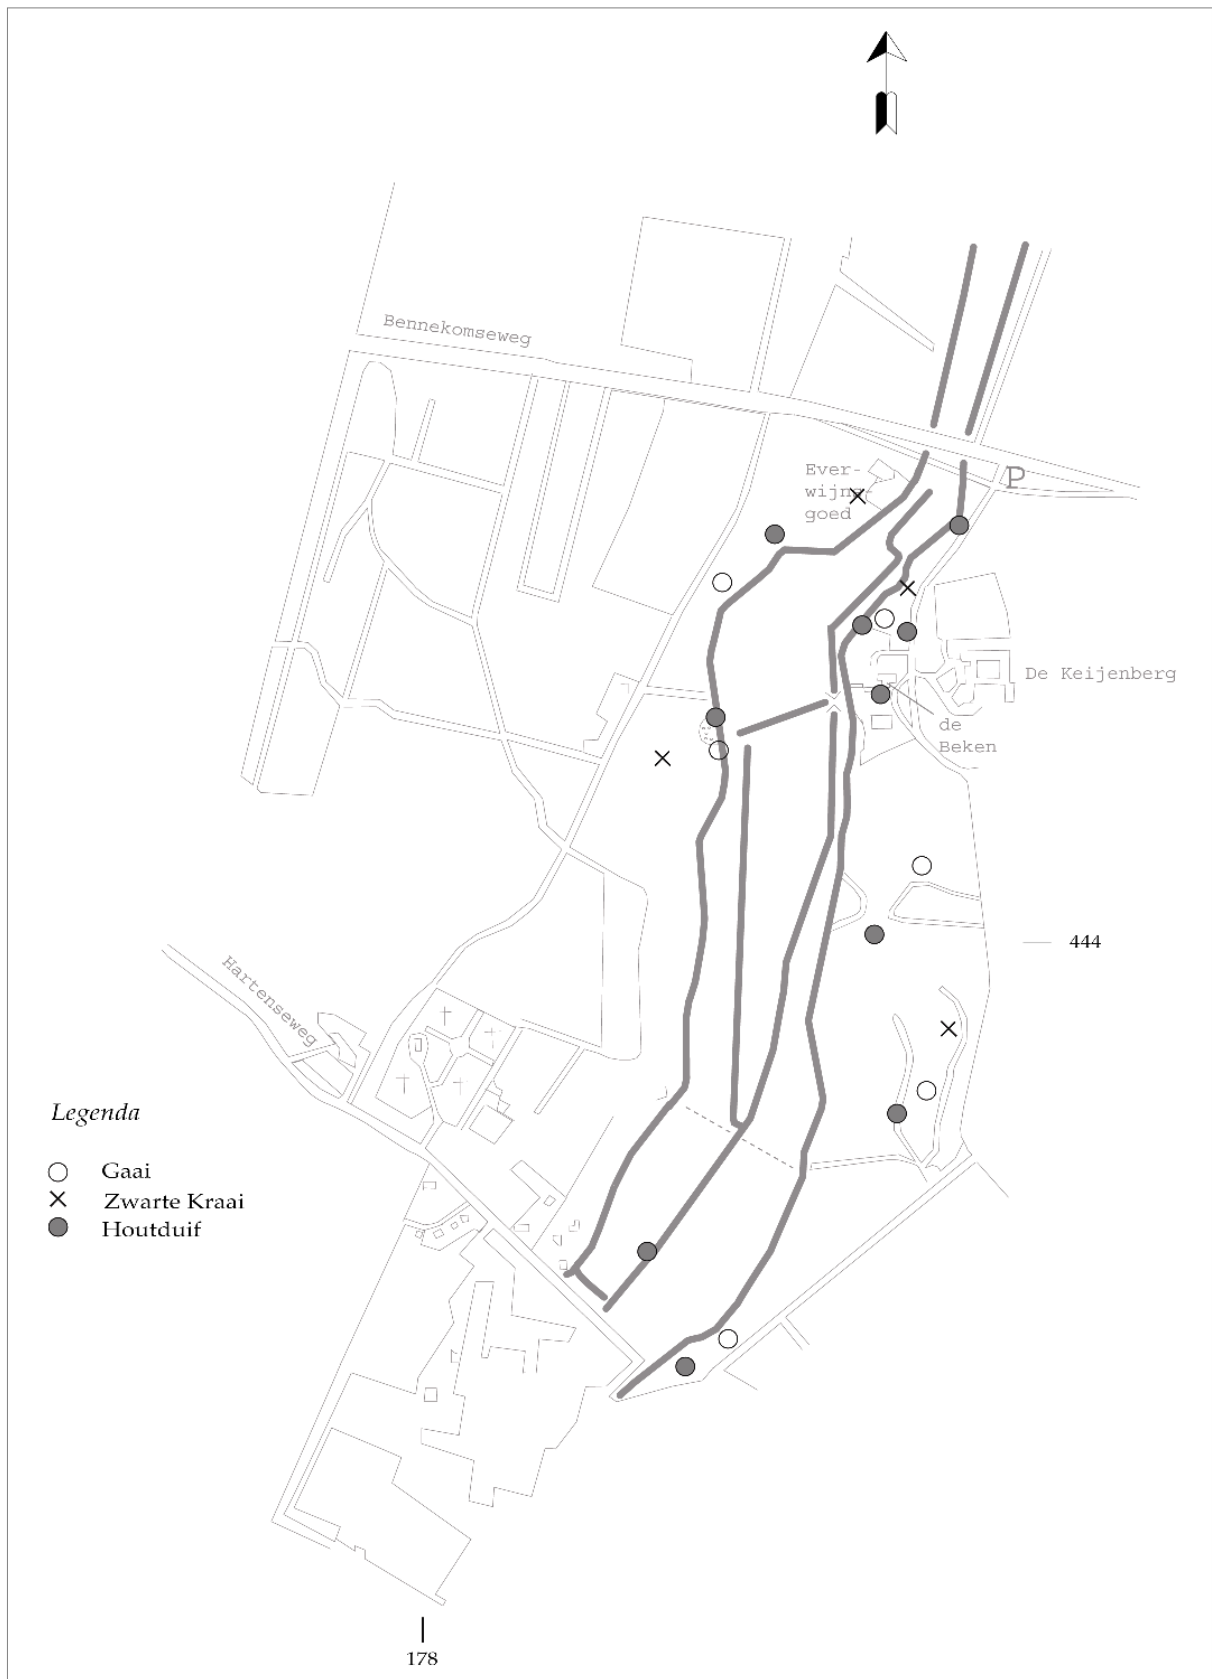 Bennekomseweg
Ever-
wijns-
goed
P
De Keijenberg
de
Beken
444
Hartenseweg
Legenda
Gaai
Zwarte Kraai
Houtduif
178